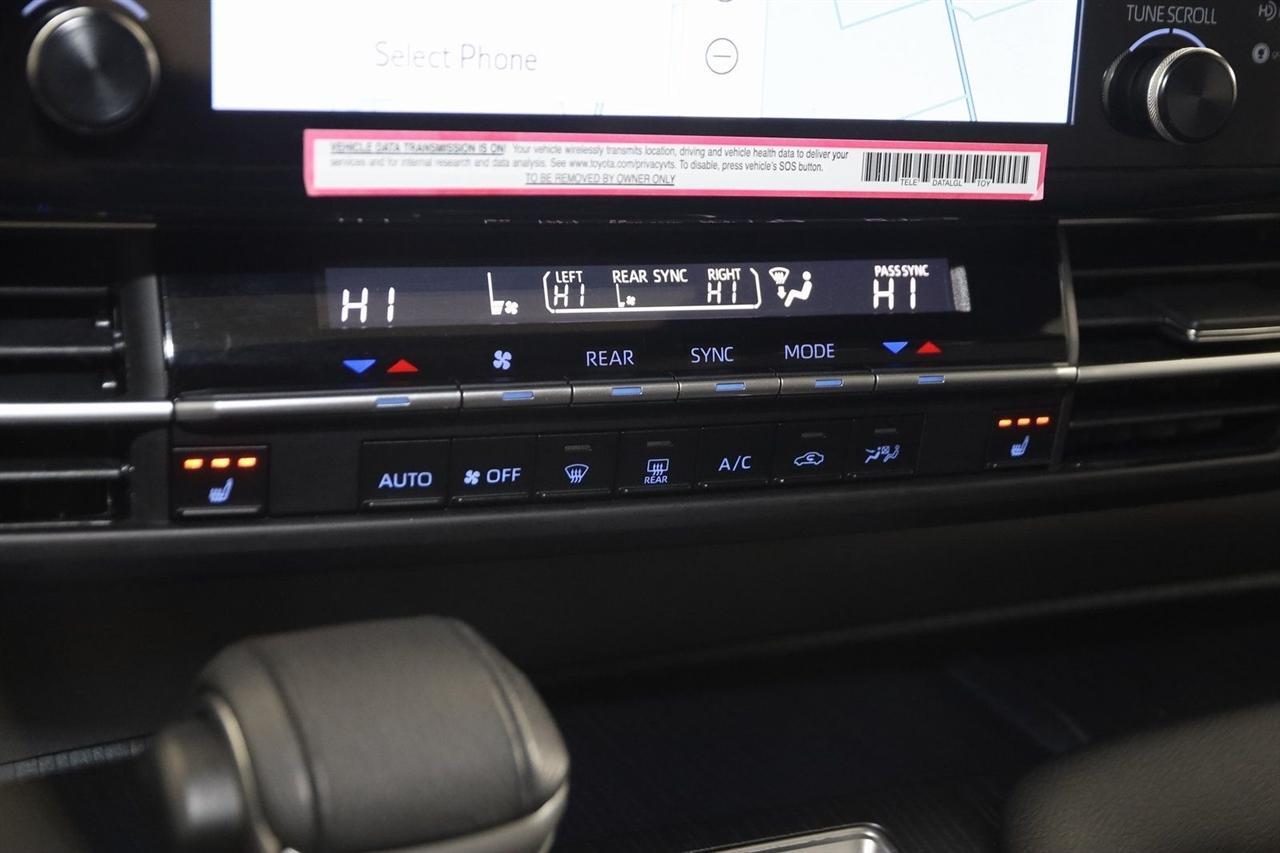 TUNE SCROLL
Select Phone
VEHICLE DATA TRANSMISSION IS ON! Your vehicle wirelessly transmits location, driving and vehicle health data to deliver your
services and for internal research and data analysis. See www.toyota.com/privacyvts. To disable, press vehicle's SOS button.
TO BE REMOVED BY OWNER ONLY
TELE DATALGL TOY
LEFT REAR SYNC RIGHT PASS SYNC
HI HI HI HI
REAR SYNC MODE
AUTO OFF REAR A/C